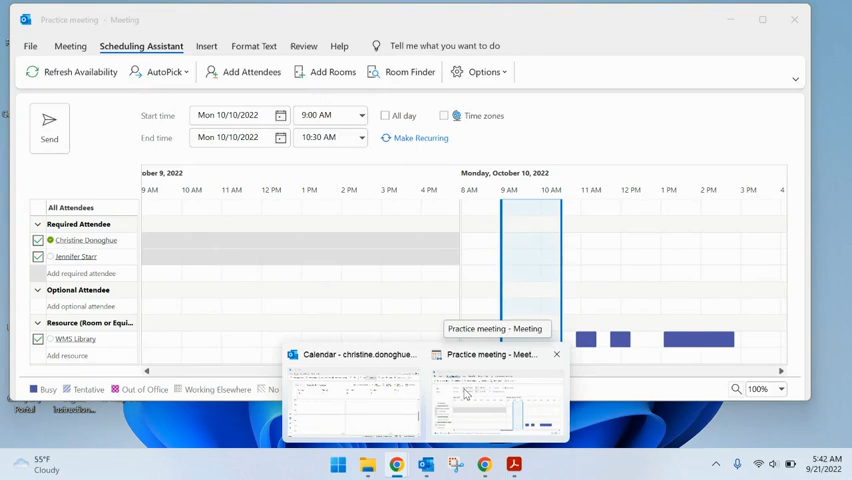 Practice meeting - Meeting
File Meeting Scheduling Assistant Insert Format Text Review Help Tell me what you want to do
Refresh Availability AutoPick Add Attendees Add Rooms Room Finder Options
Send
Start time Mon 10/10/2022 9:00 AM All day Time zones
End time Mon 10/10/2022 10:30 AM Make Recurring
ober 9, 2022 Monday, October 10, 2022
9 AM 10 AM 11 AM 12 PM 1 PM 2 PM 3 PM 4 PM 8 AM 9 AM 10 AM 11 AM 12 PM 1 PM 2 PM 3 PM 4
All Attendees
Required Attendee
Christine Donoghue
Jennifer Starr
Add required attendee
Optional Attendee
Add optional attendee
Resource (Room or Equi...
WMS Library
Add resource
Practice meeting - Meeting
Calendar - christine.donoghue... Practice meeting - Meet...
Busy Tentative Out of Office Working Elsewhere No
100%
Portal Instruction...
55°F
Cloudy
5:42 AM
9/21/2022